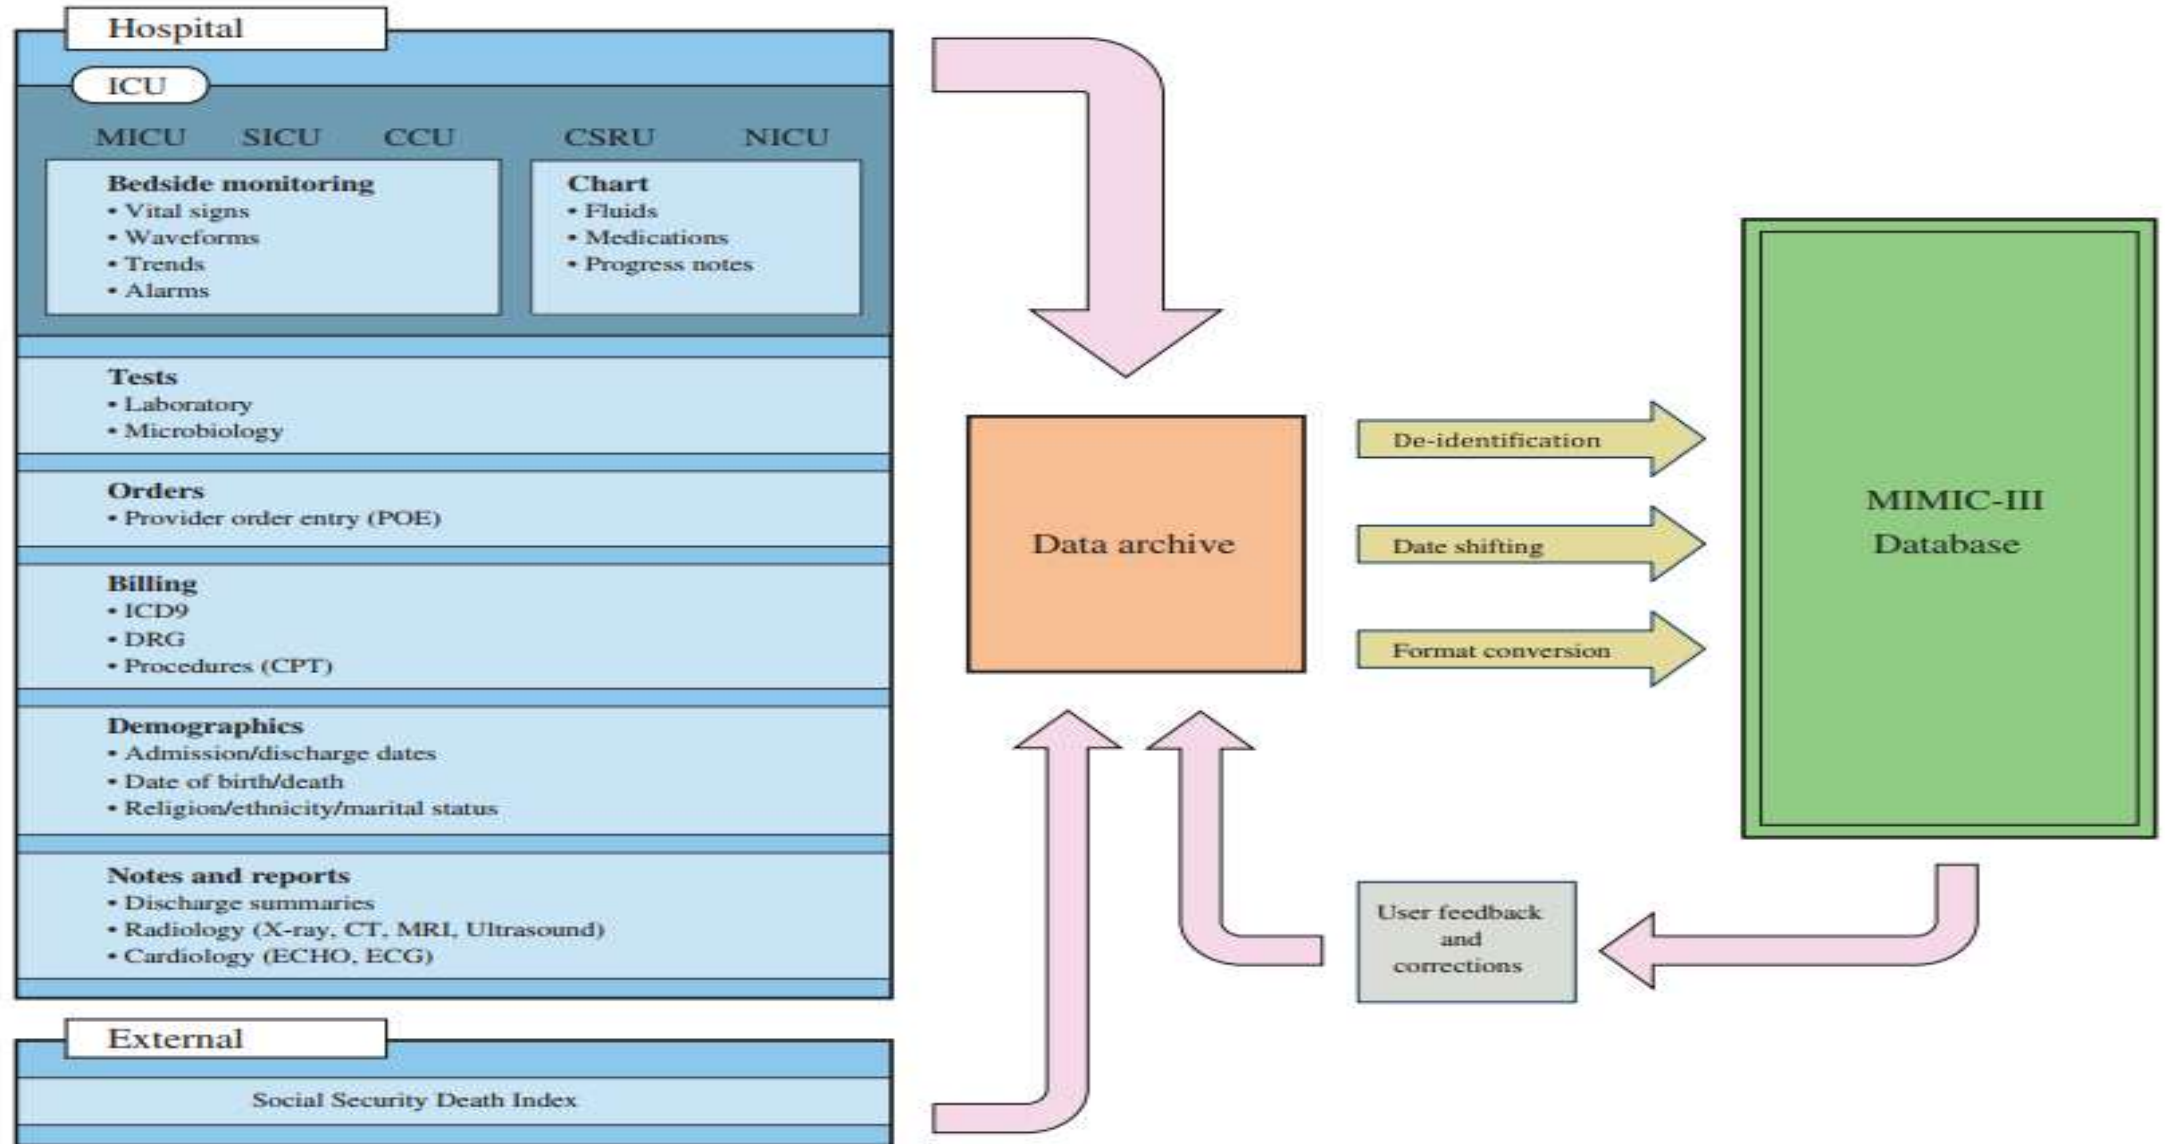 Hospital
ICU
MICU SICU CCU CSRU NICU
Bedside monitoring
• Vital signs
• Waveforms
• Trends
• Alarms
Chart
• Fluids
• Medications
• Progress notes
Tests
• Laboratory
• Microbiology
Orders
• Provider order entry (POE)
Billing
• ICD9
• DRG
• Procedures (CPT)
Demographics
• Admission/discharge dates
• Date of birth/death
• Religion/ethnicity/marital status
Notes and reports
• Discharge summaries
• Radiology (X-ray, CT, MRI, Ultrasound)
• Cardiology (ECHO, ECG)
External
Social Security Death Index
Data archive
De-identification
Date shifting
Format conversion
MIMIC-III
Database
User feedback
and
corrections